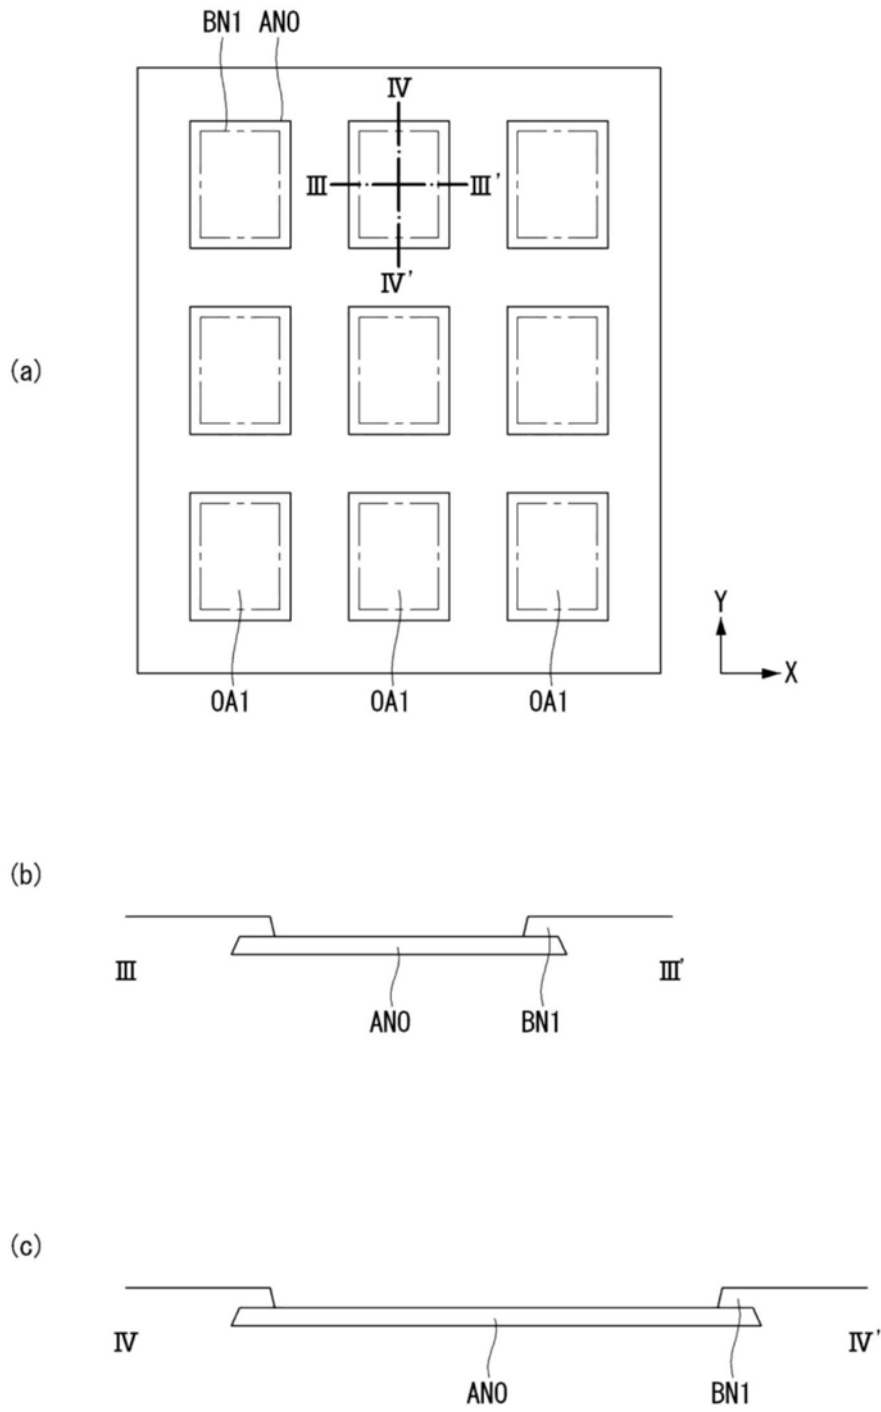 BN1 ANO
IV
III III'
IV'
(a)
Y
X
OA1 OA1 OA1
(b)
III III'
ANO BN1
(c)
IV IV'
ANO BN1